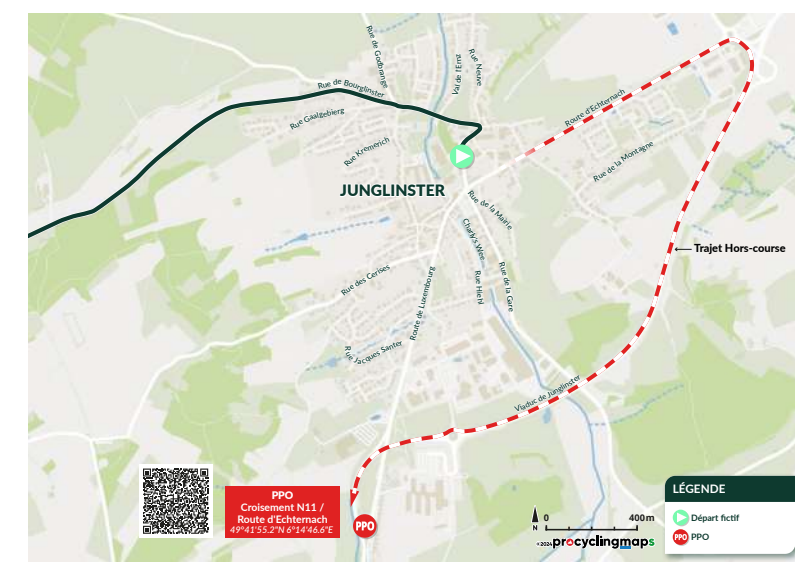 Rue de Godbrange
Val de l'Ernz
Rue Neuve
Rue de Bourglinster
Rue Gaalgebierg
Route d'Echternach
Rue Kremerich
Rue de la Montagne
JUNGLINSTER
Rue de la Mairie
Charly's Wee
Trajet Hors-course
Rue des Cerises
Route de Luxembourg
Rue Hiehl
Rue de la Gare
Rue Jacques Santer
Viaduc de Junglinster
PPO
Croisement N11 /
Route d'Echternach
49°41'55.2"N 6°14'46.6"E
PPO
N
0 400m
©2024 procyclingmaps
LÉGENDE
Départ fictif
PPO PPO